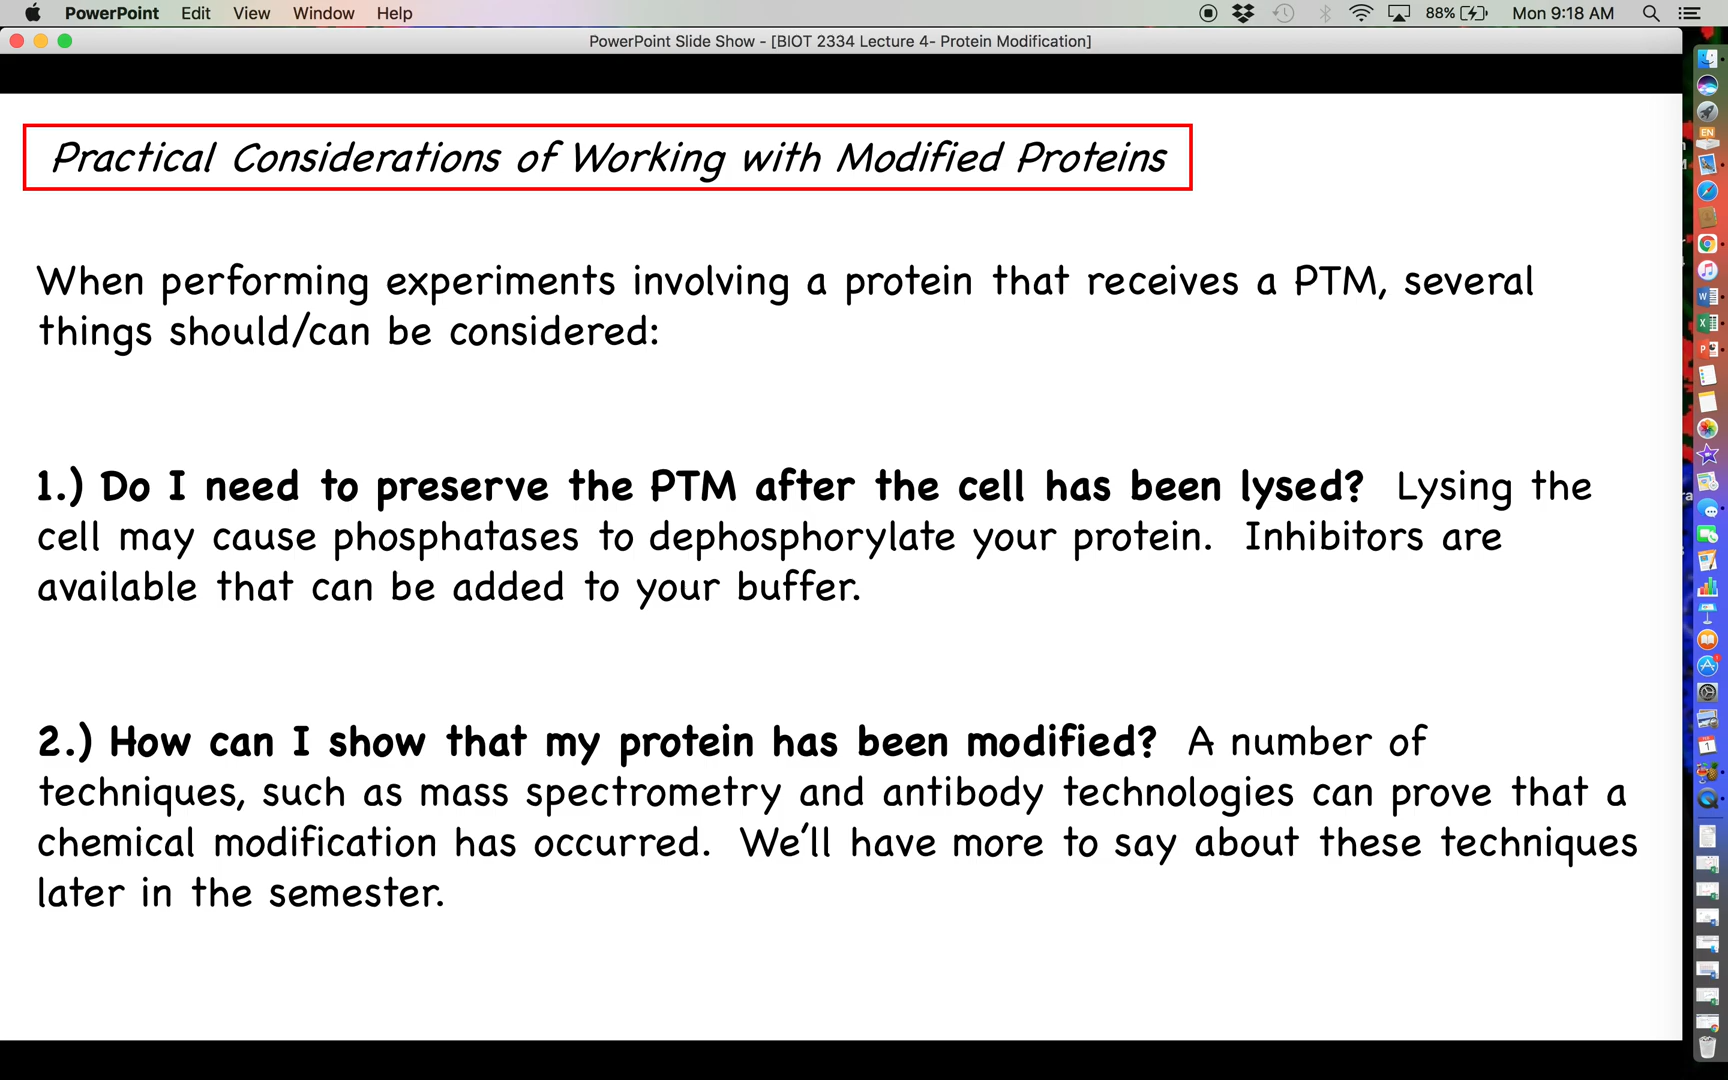 PowerPoint Edit View Window Help 88% Mon 9:18 AM
PowerPoint Slide Show - [BIOT 2334 Lecture 4- Protein Modification]
Practical Considerations of Working with Modified Proteins
When performing experiments involving a protein that receives a PTM, several
things should/can be considered:
1.) Do I need to preserve the PTM after the cell has been lysed? Lysing the
cell may cause phosphatases to dephosphorylate your protein. Inhibitors are
available that can be added to your buffer.
2.) How can I show that my protein has been modified? A number of
techniques, such as mass spectrometry and antibody technologies can prove that a
chemical modification has occurred. We'll have more to say about these techniques
later in the semester.